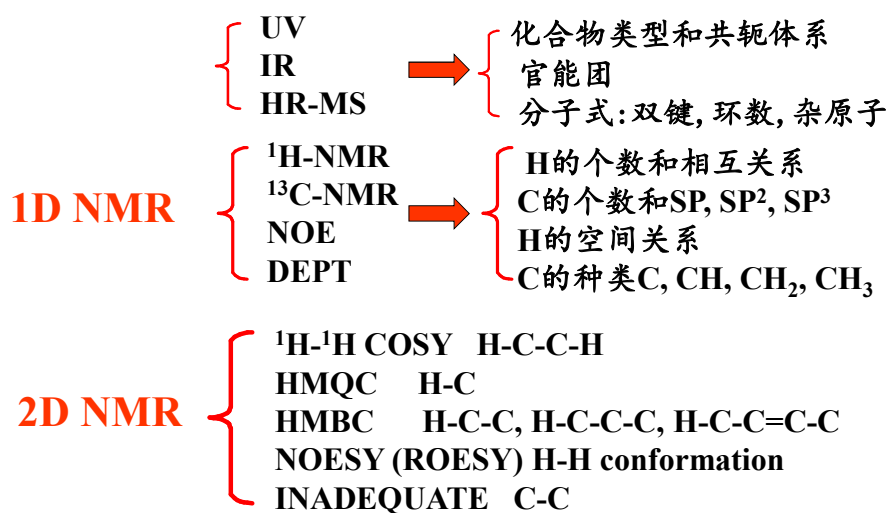 UV 化合物类型和共轭体系
IR 官能团
HR-MS 分子式:双键, 环数, 杂原子
¹H-NMR H的个数和相互关系
1D NMR ¹³C-NMR C的个数和SP, SP², SP³
NOE H的空间关系
DEPT C的种类C, CH, CH₂, CH₃
¹H-¹H COSY H-C-C-H
HMQC H-C
2D NMR HMBC H-C-C, H-C-C-C, H-C-C=C-C
NOESY (ROESY) H-H conformation
INADEQUATE C-C